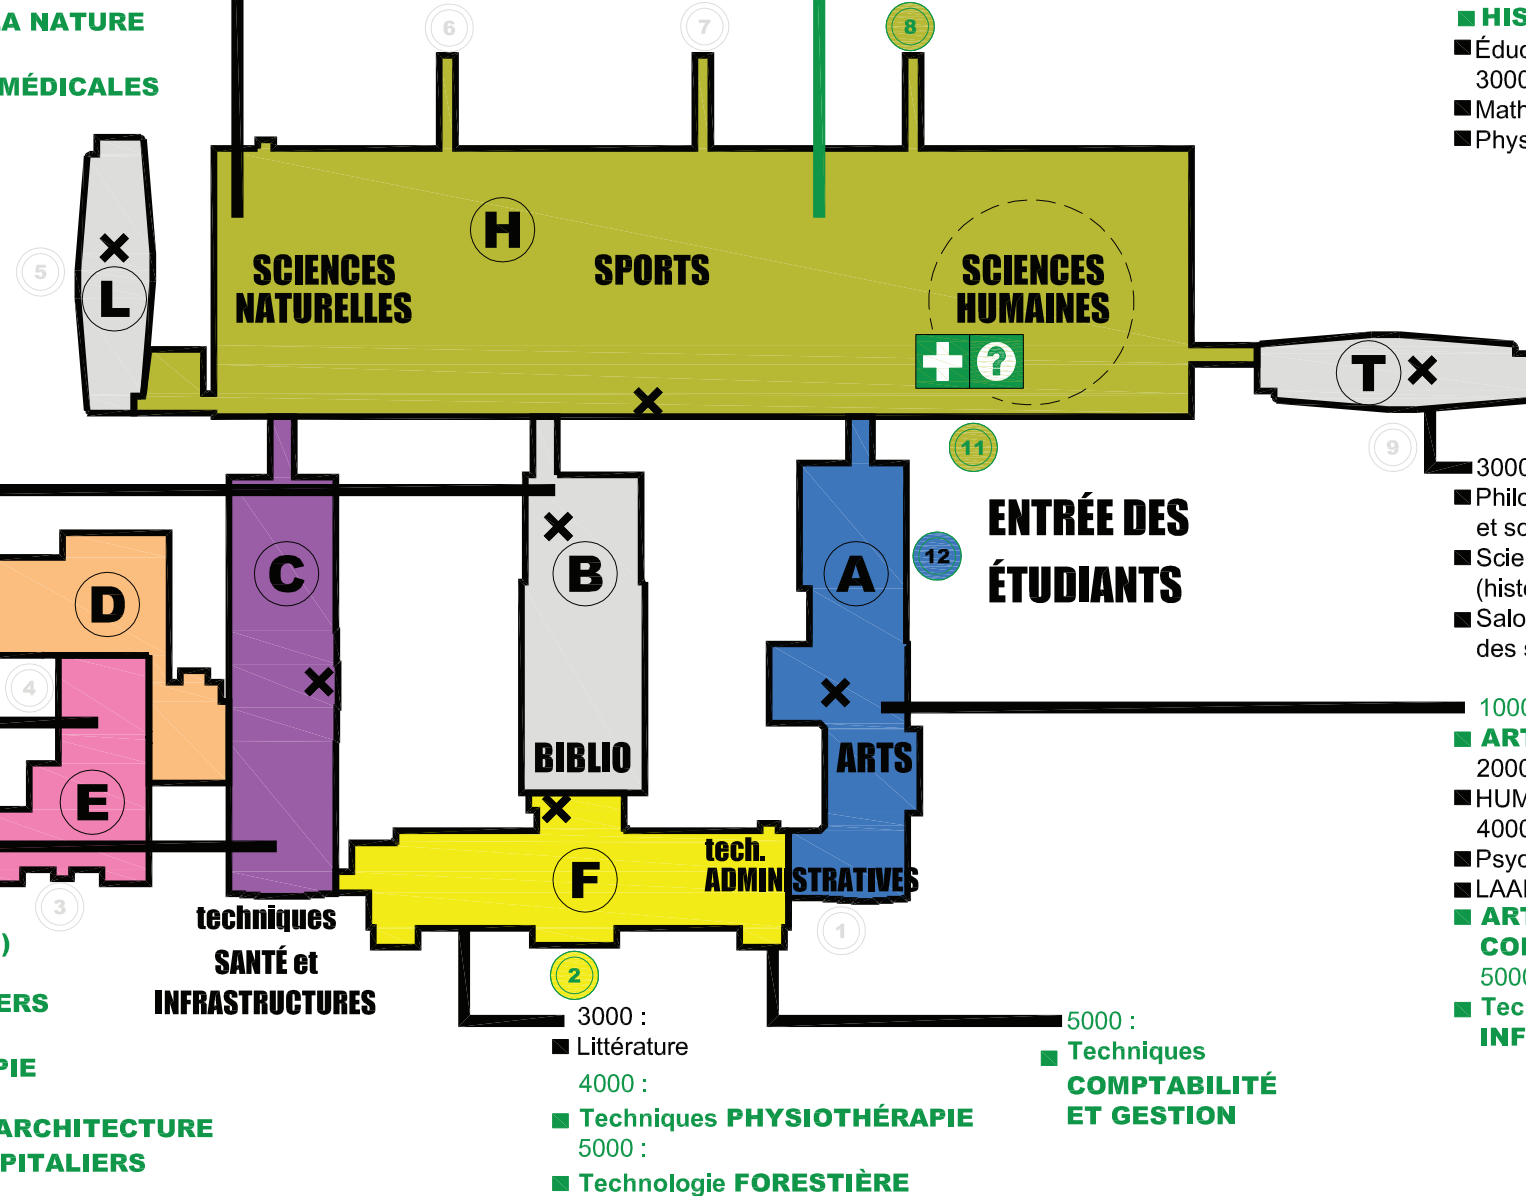 LA NATURE
MÉDICALES
6
7
8
5
L
H
SCIENCES
NATURELLES
SPORTS
SCIENCES
HUMAINES
?
T
9
11
12
ENTRÉE DES
ÉTUDIANTS
D
C
B
A
4
E
3
BIBLIO
ARTS
F
tech.
ADMINISTRATIVES
1
2
techniques
SANTÉ et
INFRASTRUCTURES
)
ERS
PIE
ARCHITECTURE
PITALIERS
3000 :
Littérature
4000 :
Techniques PHYSIOTHÉRAPIE
5000 :
Technologie FORESTIÈRE
5000 :
Techniques
COMPTABILITÉ
ET GESTION
HIS
Éduc
3000
Math
Phys
3000
Philo
et so
Scie
(histo
Salo
des s
1000
ART
2000
HUM
4000
Psyc
LAAI
ART
CO
5000
Tec
INF